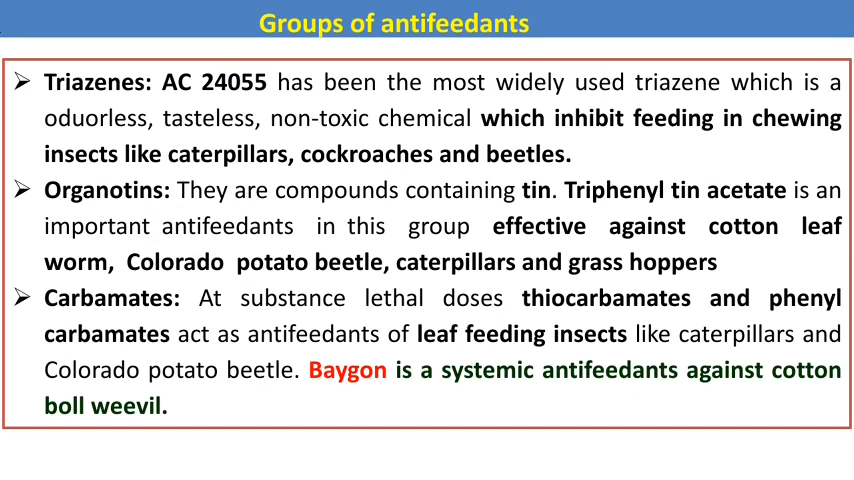 Groups of antifeedants
➢ Triazenes: AC 24055 has been the most widely used triazene which is a
oduorless, tasteless, non-toxic chemical which inhibit feeding in chewing
insects like caterpillars, cockroaches and beetles.
➢ Organotins: They are compounds containing tin. Triphenyl tin acetate is an
important antifeedants in this group effective against cotton leaf
worm, Colorado potato beetle, caterpillars and grass hoppers
➢ Carbamates: At substance lethal doses thiocarbamates and phenyl
carbamates act as antifeedants of leaf feeding insects like caterpillars and
Colorado potato beetle. Baygon is a systemic antifeedants against cotton
boll weevil.